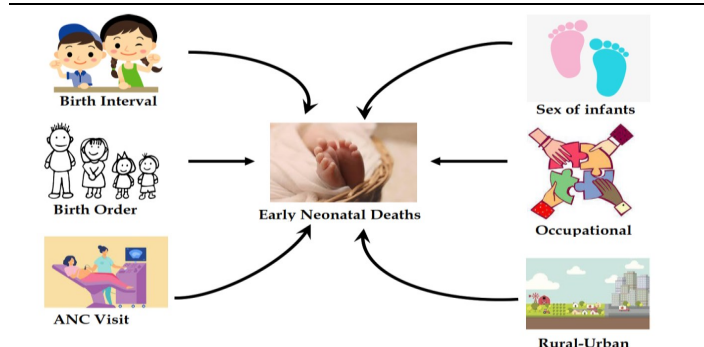 Birth Interval
Sex of infants
Birth Order
Early Neonatal Deaths
Occupational
ANC Visit
Rural-Urban